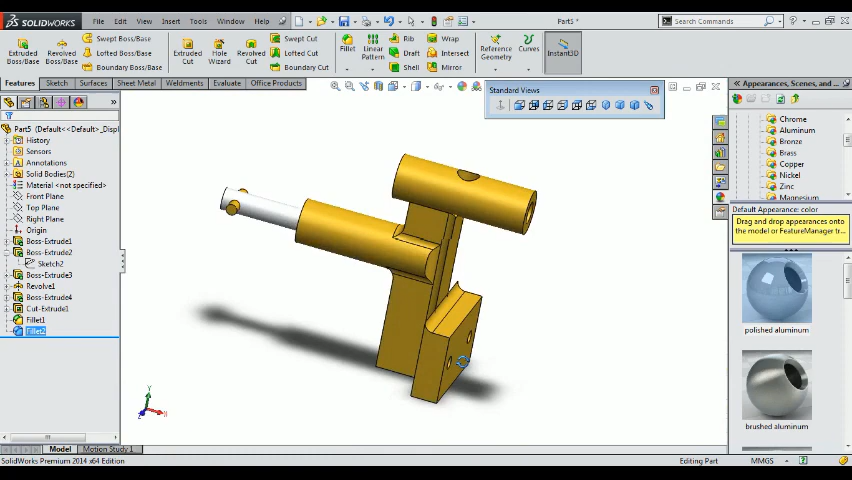 SOLIDWORKS File Edit View Insert Tools Window Help Part5 * Search Commands
Extruded Boss/Base Revolved Boss/Base Swept Boss/Base Lofted Boss/Base Boundary Boss/Base Extruded Cut Hole Wizard Revolved Cut Swept Cut Lofted Cut Boundary Cut Fillet Linear Pattern Rib Draft Shell Wrap Intersect Mirror Reference Geometry Curves Instant3D
Features Sketch Surfaces Sheet Metal Weldments Evaluate Office Products
Standard Views
Appearances, Scenes, and...
Part5 (Default<<Default>_Displ
History
Sensors
Annotations
Solid Bodies(2)
Material <not specified>
Front Plane
Top Plane
Right Plane
Origin
Boss-Extrude1
Boss-Extrude2
Sketch2
Boss-Extrude3
Revolve1
Boss-Extrude4
Cut-Extrude1
Fillet1
Fillet2
Chrome
Aluminum
Bronze
Brass
Copper
Nickel
Zinc
Magnesium
Default Appearance: color
Drag and drop appearances onto
the model or FeatureManager tr...
polished aluminum
brushed aluminum
Y
X
Z
Model Motion Study 1
SolidWorks Premium 2014 x64 Edition Editing Part MMGS